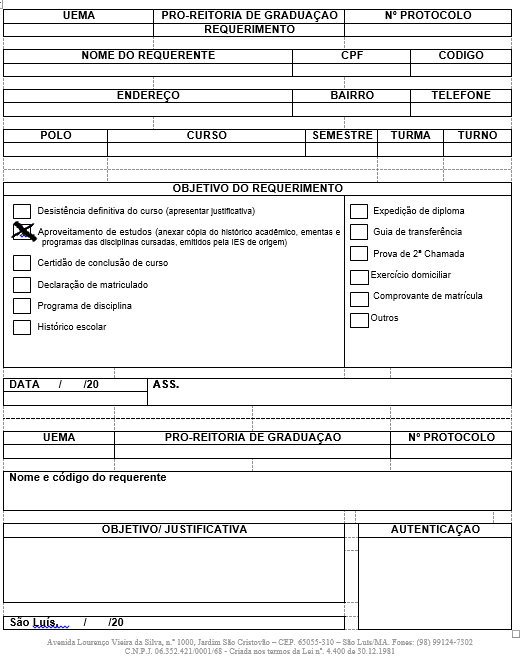 UEMA PRO-REITORIA DE GRADUAÇAO Nº PROTOCOLO
REQUERIMENTO
NOME DO REQUERENTE CPF CODIGO
ENDEREÇO BAIRRO TELEFONE
POLO CURSO SEMESTRE TURMA TURNO
OBJETIVO DO REQUERIMENTO
Desistência definitiva do curso (apresentar justificativa)
Aproveitamento de estudos (anexar cópia do histórico acadêmico, ementas e
programas das disciplinas cursadas, emitidos pela IES de origem)
Certidão de conclusão de curso
Declaração de matriculado
Programa de disciplina
Histórico escolar
Expedição de diploma
Guia de transferência
Prova de 2ª Chamada
Exercício domiciliar
Comprovante de matrícula
Outros
DATA / /20 ASS.
UEMA PRO-REITORIA DE GRADUAÇAO Nº PROTOCOLO
Nome e código do requerente
OBJETIVO/ JUSTIFICATIVA AUTENTICAÇAO
São Luís, / /20
Avenida Lourenço Vieira da Silva, n.º 1000, Jardim São Cristovão – CEP. 65055-310 – São Luis/MA. Fones: (98) 99124-7302
C.N.P.J. 06.352.421/0001/68 - Criada nos termos da Lei nº. 4.400 de 30.12.1981